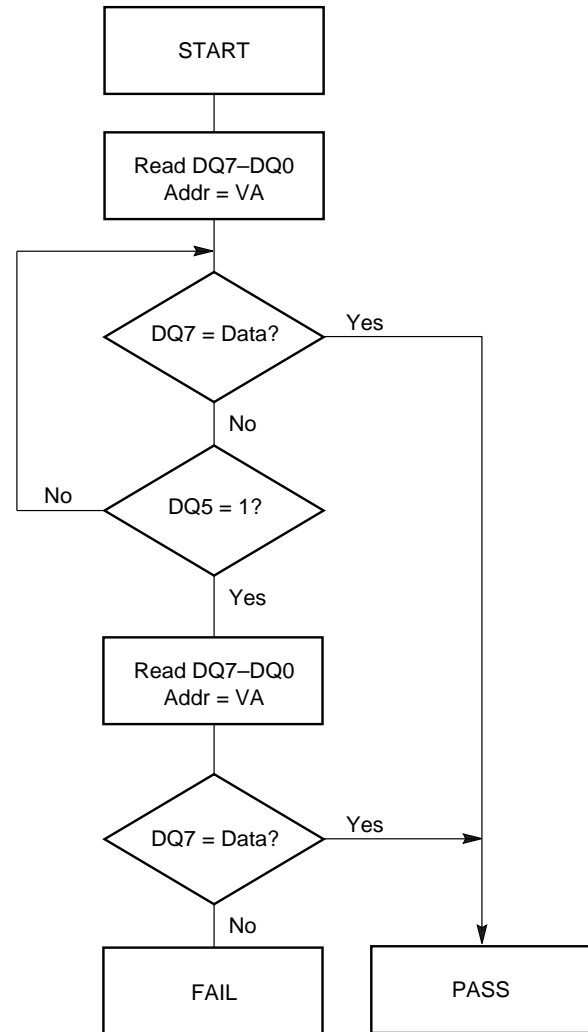 START
Read DQ7–DQ0
Addr = VA
DQ7 = Data?
Yes
No
No
DQ5 = 1?
Yes
Read DQ7–DQ0
Addr = VA
DQ7 = Data?
Yes
No
FAIL
PASS